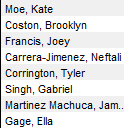 Moe, Kate
Coston, Brooklyn
Francis, Joey
Carrera-Jimenez, Neftali
Corrington, Tyler
Singh, Gabriel
Martinez Machuca, Jam..
Gage, Ella